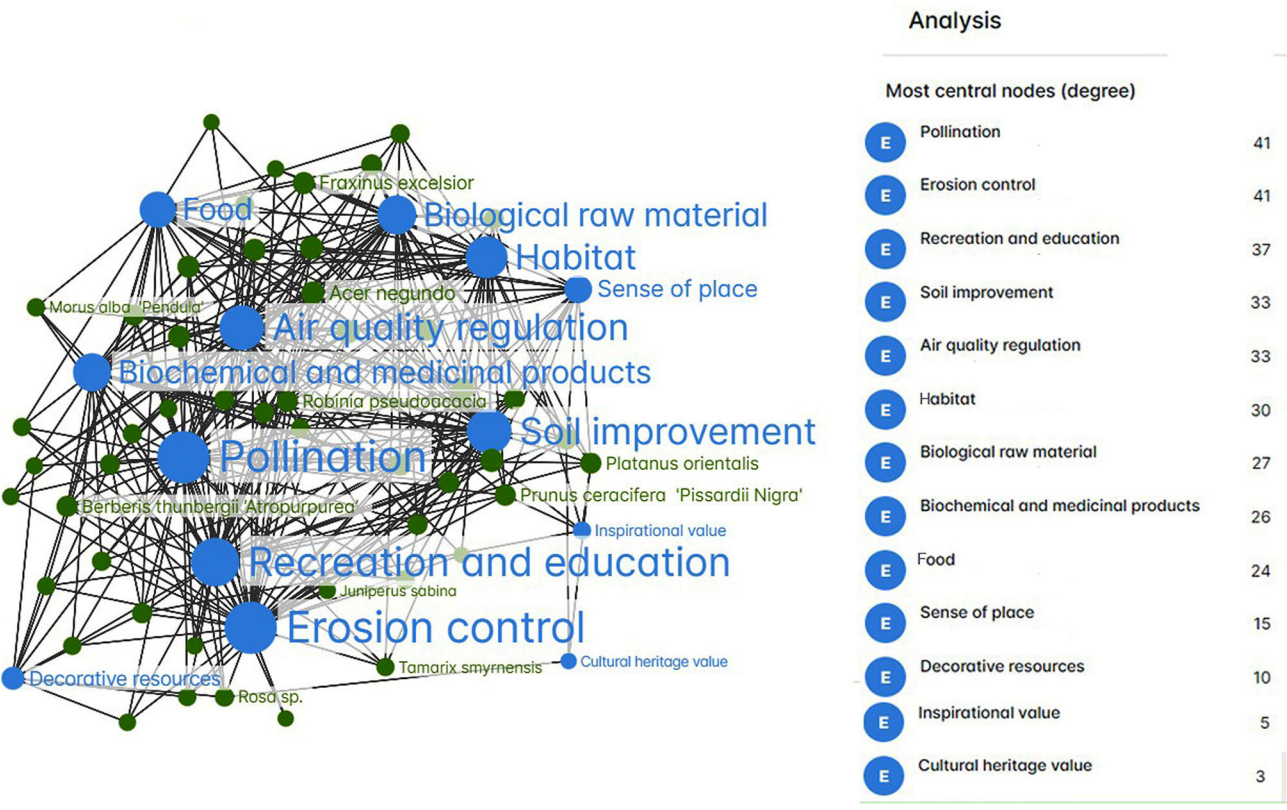 Fraxinus excelsior
Food
Biological raw material
Habitat
Sense of place
Acer negundo
Morus alba 'Pendula'
Air quality regulation
Biochemical and medicinal products
Robinia pseudoacacia
Soil improvement
Pollination
Platanus orientalis
Prunus ceracifera 'Pissardii Nigra'
Berberis thunbergii 'Atropurpurea'
Inspirational value
Recreation and education
Juniperus sabina
Erosion control
Cultural heritage value
Tamarix smyrnensis
Decorative resources
Rosa sp.
Analysis
Most central nodes (degree)
E Pollination 41
E Erosion control 41
E Recreation and education 37
E Soil improvement 33
E Air quality regulation 33
E Habitat 30
E Biological raw material 27
E Biochemical and medicinal products 26
E Food 24
E Sense of place 15
E Decorative resources 10
E Inspirational value 5
E Cultural heritage value 3